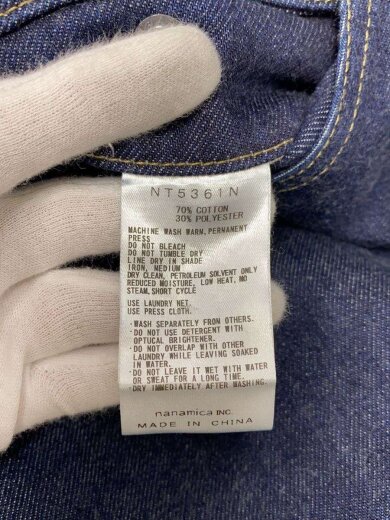 NT5361N
70% COTTON
30% POLYESTER
MACHINE WASH WARM, PERMANENT
PRESS
DO NOT BLEACH
DO NOT TUMBLE DRY
LINE DRY IN SHADE
IRON, MEDIUM
DRY CLEAN, PETROLEUM SOLVENT ONLY
REDUCED MOISTURE, LOW HEAT, NO
STEAM, SHORT CYCLE
USE LAUNDRY NET.
USE PRESS CLOTH.
・WASH SEPARATELY FROM OTHERS.
・DO NOT USE DETERGENT WITH
OPTUCAL BRIGHTENER.
・DO NOT OVERLAP WITH OTHER
LAUNDRY WHILE LEAVING SOAKED
IN WATER.
・DO NOT LEAVE IT WET WITH WATER
OR SWEAT FOR A LONG TIME.
・DRY IMMEDIATELY AFTER WASHING.
nanamica INC.
MADE IN CHINA